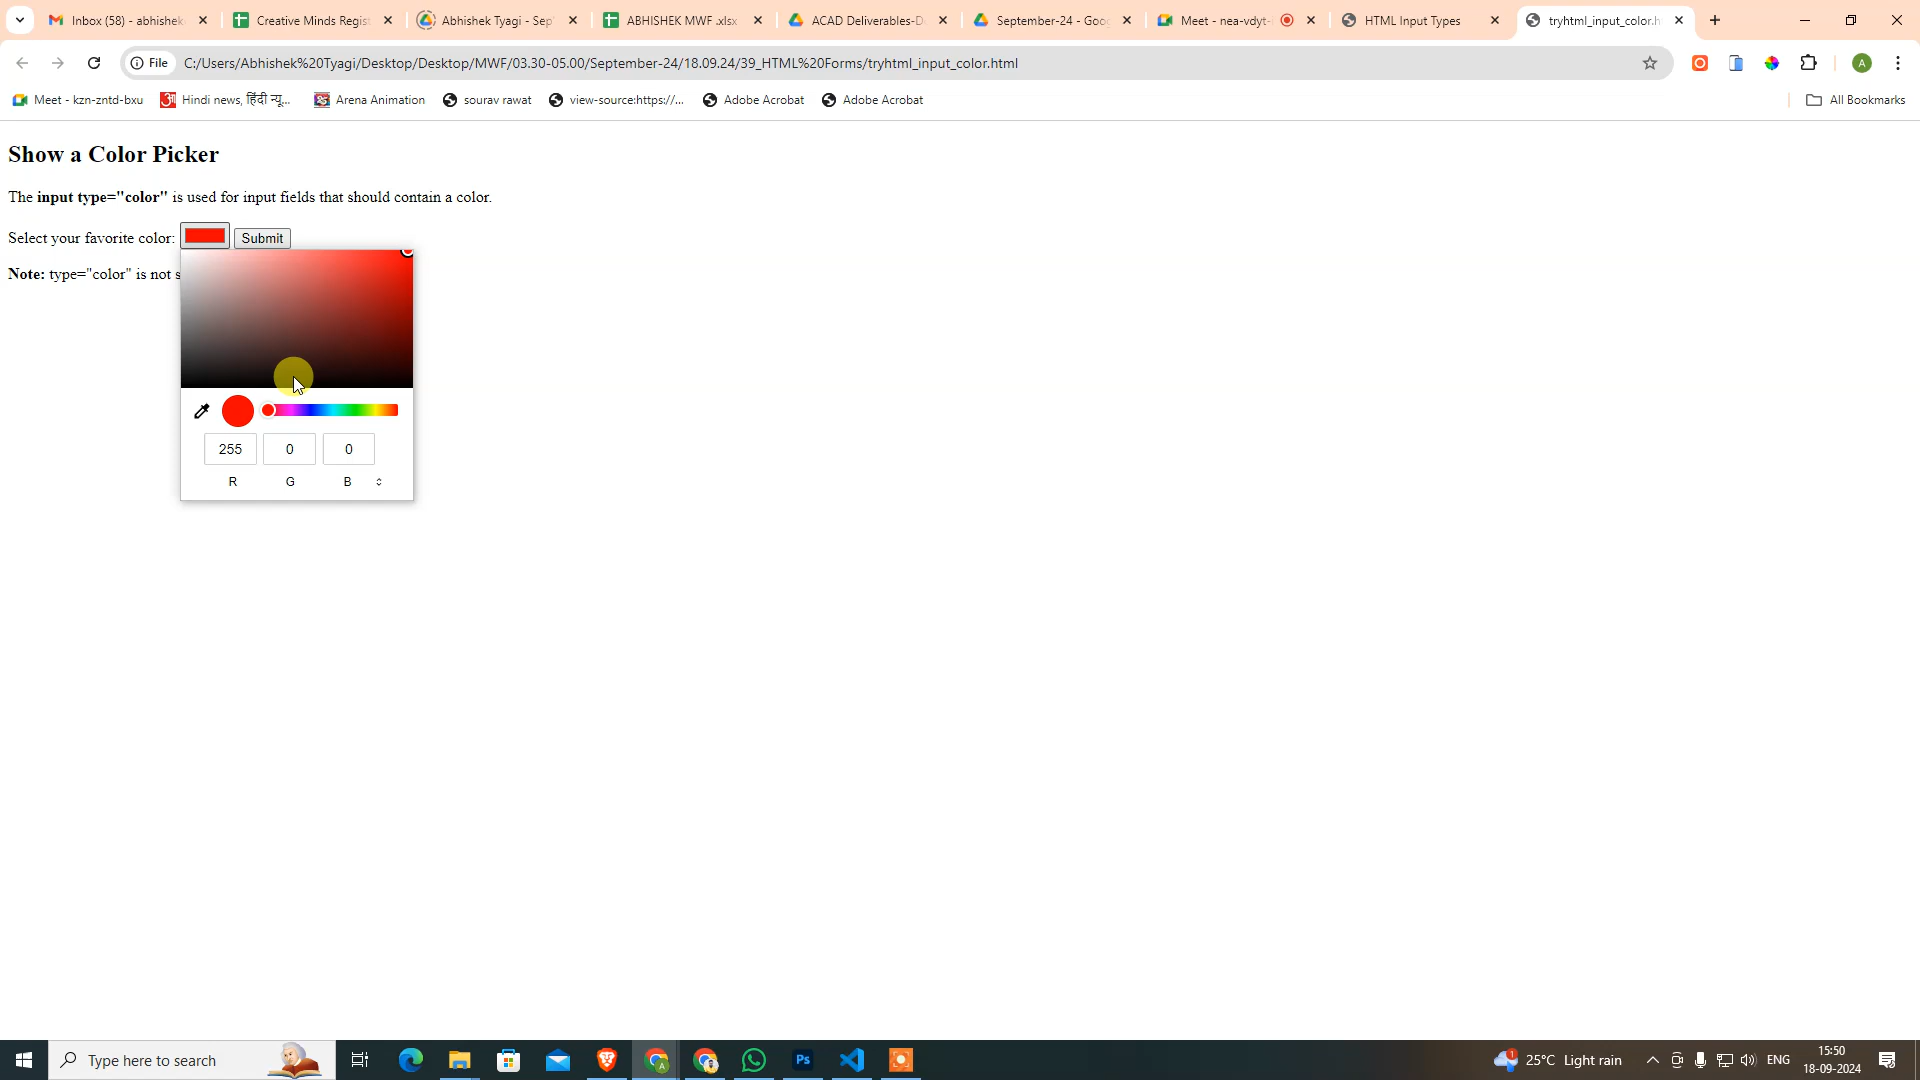 Inbox (58) - abhishek
Creative Minds Regist
Abhishek Tyagi - Sep'
ABHISHEK MWF .xlsx
ACAD Deliverables-D
September-24 - Goo
Meet - nea-vdyt-
HTML Input Types
tryhtml_input_color.h
File
C:/Users/Abhishek%20Tyagi/Desktop/Desktop/MWF/03.30-05.00/September-24/18.09.24/39_HTML%20Forms/tryhtml_input_color.html
A
Meet - kzn-zntd-bxu
Hindi news, हिंदी न्यू...
Arena Animation
sourav rawat
view-source:https://...
Adobe Acrobat
Adobe Acrobat
All Bookmarks
Show a Color Picker
The input type="color" is used for input fields that should contain a color.
Select your favorite color:
Submit
Note: type="color" is not s
255 0 0
R G B
Type here to search
Ps
25°C Light rain
ENG
15:50
18-09-2024